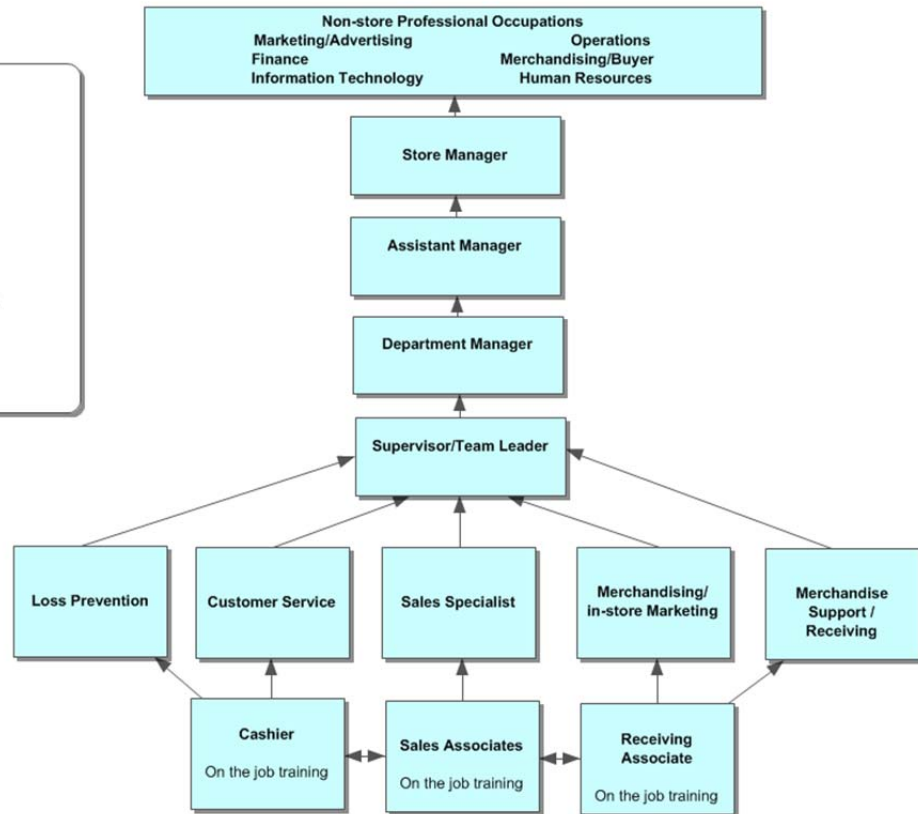 Non-store Professional Occupations
Marketing/Advertising Operations
Finance Merchandising/Buyer
Information Technology Human Resources
Store Manager
Assistant Manager
Department Manager
Supervisor/Team Leader
Loss Prevention
Customer Service
Sales Specialist
Merchandising/
in-store Marketing
Merchandise
Support /
Receiving
Cashier
On the job training
Sales Associates
On the job training
Receiving
Associate
On the job training